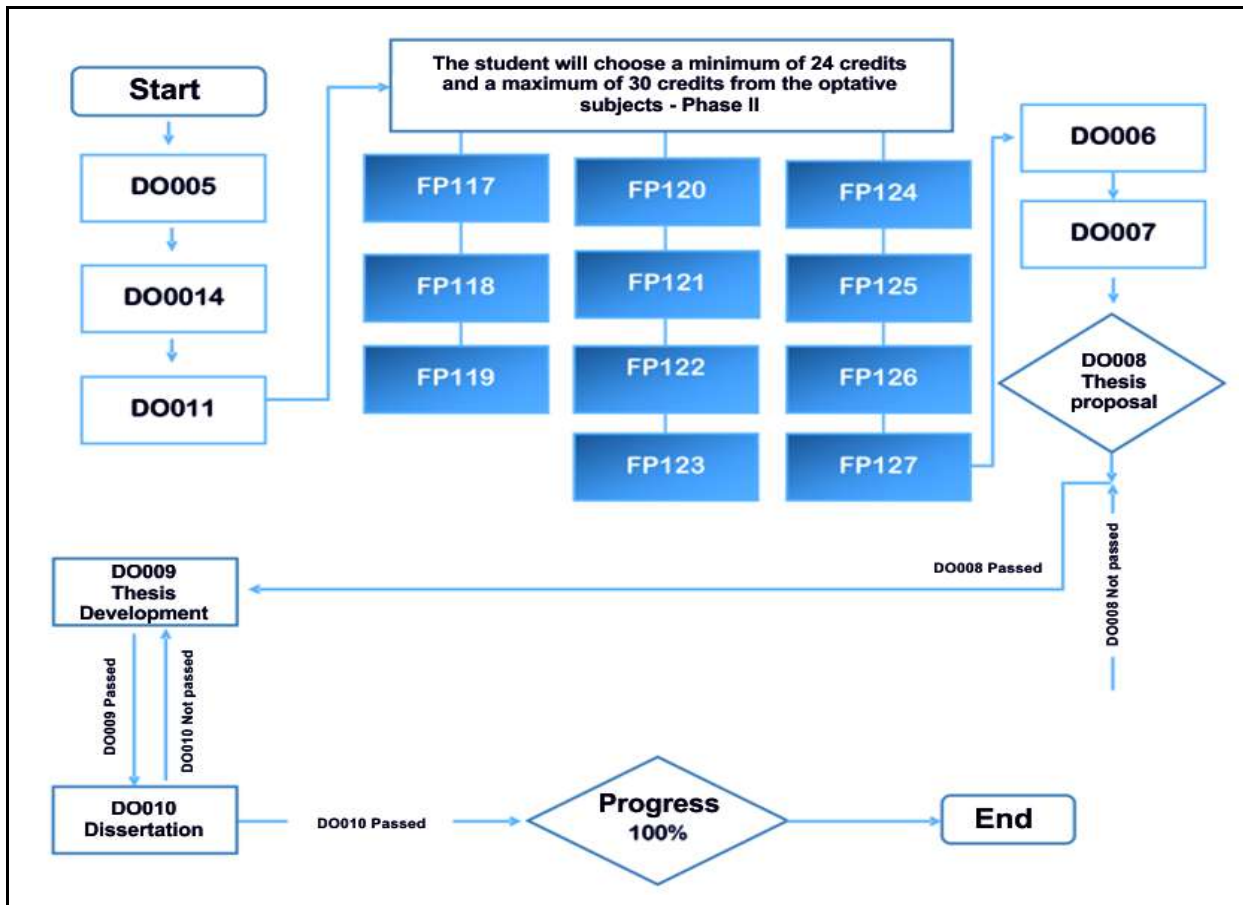 Start
DO005
DO0014
DO011
The student will choose a minimum of 24 credits
and a maximum of 30 credits from the optative
subjects - Phase II
FP117
FP118
FP119
FP120
FP121
FP122
FP123
FP124
FP125
FP126
FP127
DO006
DO007
DO008
Thesis
proposal
DO008 Passed
DO008 Not passed
DO009
Thesis
Development
DO009 Passed
DO010 Not passed
DO010
Dissertation
DO010 Passed
Progress
100%
End